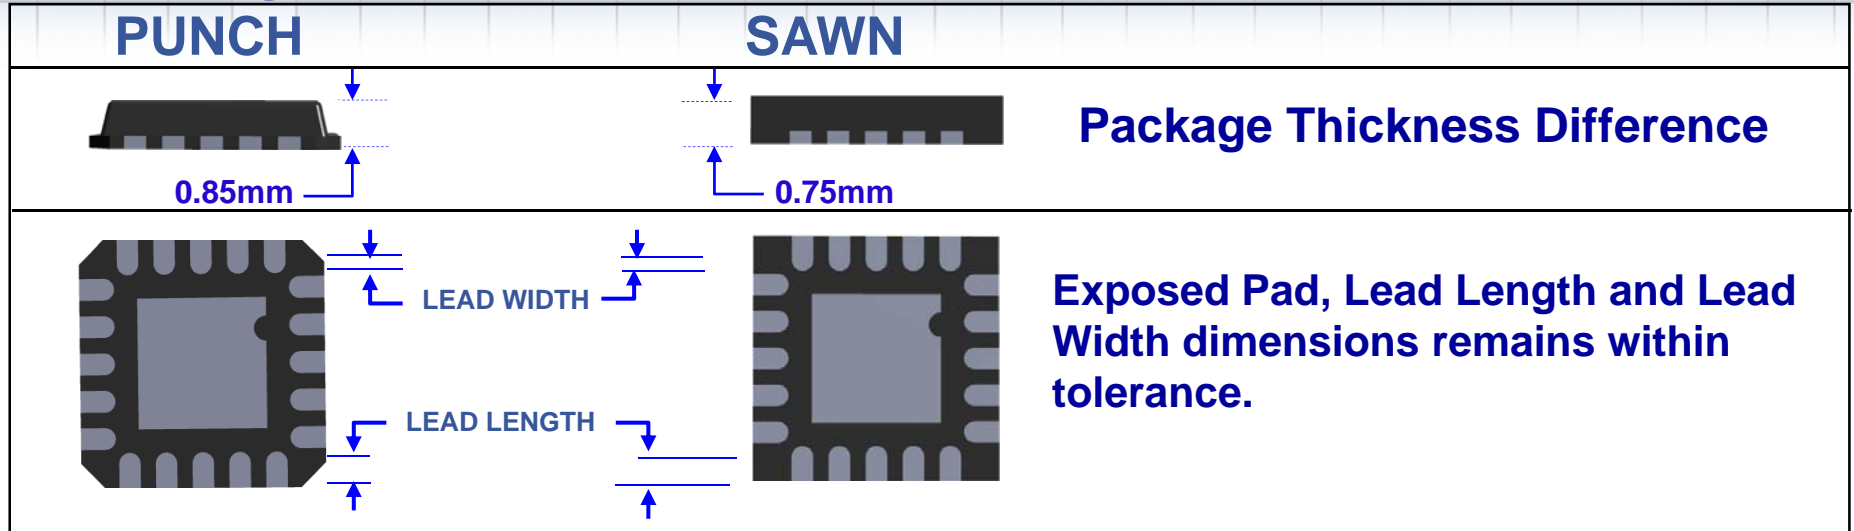 PUNCH
SAWN
Package Thickness Difference
0.85mm
0.75mm
LEAD WIDTH
Exposed Pad, Lead Length and Lead
Width dimensions remains within
tolerance.
LEAD LENGTH